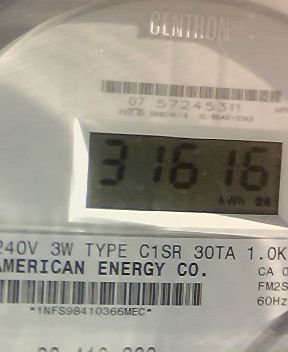 CENTRON®
07 57245311
31616
kWh
240V 3W TYPE C1SR 30TA 1.0K
AMERICAN ENERGY CO.
CA 0
FM2S
60Hz
*1NFS98410366MEC*